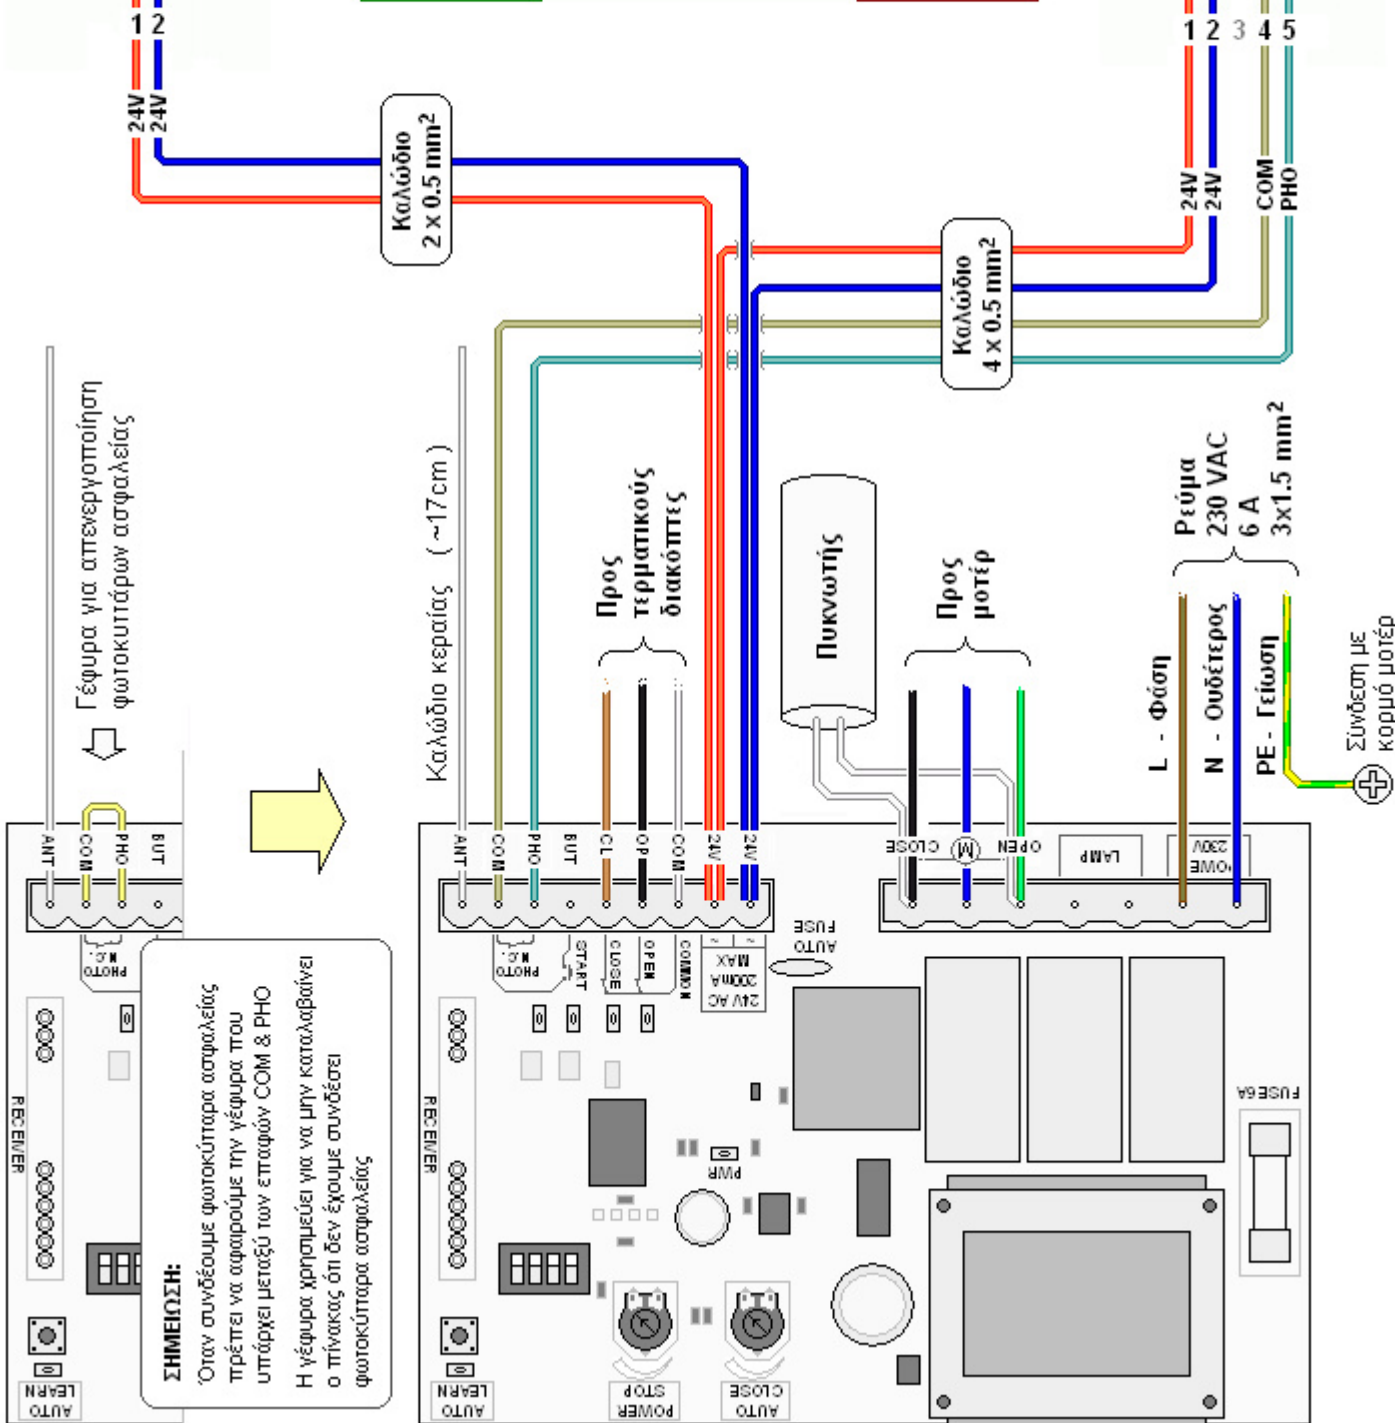 1 2
24V
24V
Καλώδιο
2 x 0.5 mm²
1 2 3 4 5
24V
24V
COM
PHO
Καλώδιο
4 x 0.5 mm²
Γέφυρα για απενεργοποίηση
φωτοκυττάρων ασφαλείας
ANT
COM
PHO
BUT
PHOTO
N.C.
RECEIVER
AUTO
LEARN
ΣΗΜΕΙΩΣΗ:
Όταν συνδέουμε φωτοκύτταρα ασφαλείας
πρέπει να αφαιρούμε την γέφυρα που
υπάρχει μεταξύ των επαφών COM & PHO
Η γέφυρα χρησιμεύει για να μην καταλαβαίνει
ο πίνακας ότι δεν έχουμε συνδέσει
φωτοκύτταρα ασφαλείας
Καλώδιο κεραίας ( ~17cm )
Προς
τερματικούς
διακόπτες
Πυκνωτής
Προς
μοτέρ
Ρεύμα
230 VAC
6 A
3x1.5 mm²
L - Φάση
N - Ουδέτερος
PE - Γείωση
Σύνδεση με
κορμό μοτέρ
ANT
COM
PHO
BUT
CL
OP
COM
24V
24V
CLOSE
M
OPEN
LAMP
230V
PHOTO
N.C.
START
CLOSE
OPEN
COMMON
24V AC
200mA
MAX
AUTO
FUSE
RECEIVER
PWR
FUSE6A
AUTO
LEARN
POWER
STOP
AUTO
CLOSE